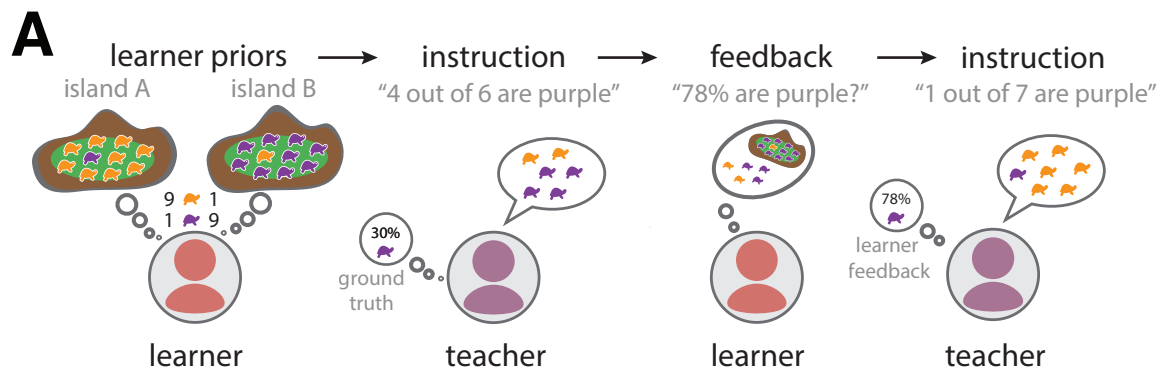 A
learner priors
instruction
feedback
instruction
island A
island B
“4 out of 6 are purple”
“78% are purple?”
“1 out of 7 are purple”
9 1
1 9
30%
ground
truth
78%
learner
feedback
learner
teacher
learner
teacher